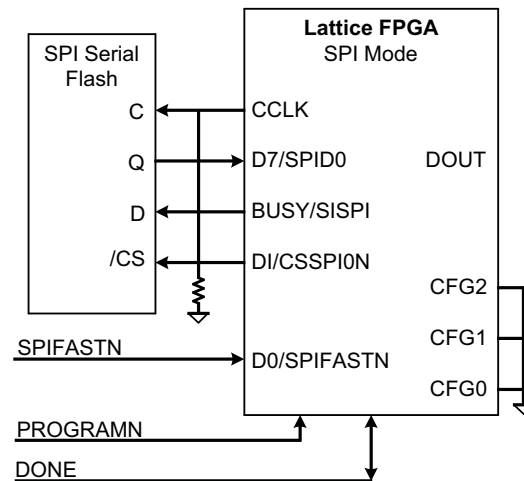 SPI Serial
Flash
C
Q
D
/CS
Lattice FPGA
SPI Mode
CCLK
D7/SPID0
DOUT
BUSY/SISPI
DI/CSSPI0N
CFG2
CFG1
CFG0
D0/SPIFASTN
SPIFASTN
PROGRAMN
DONE